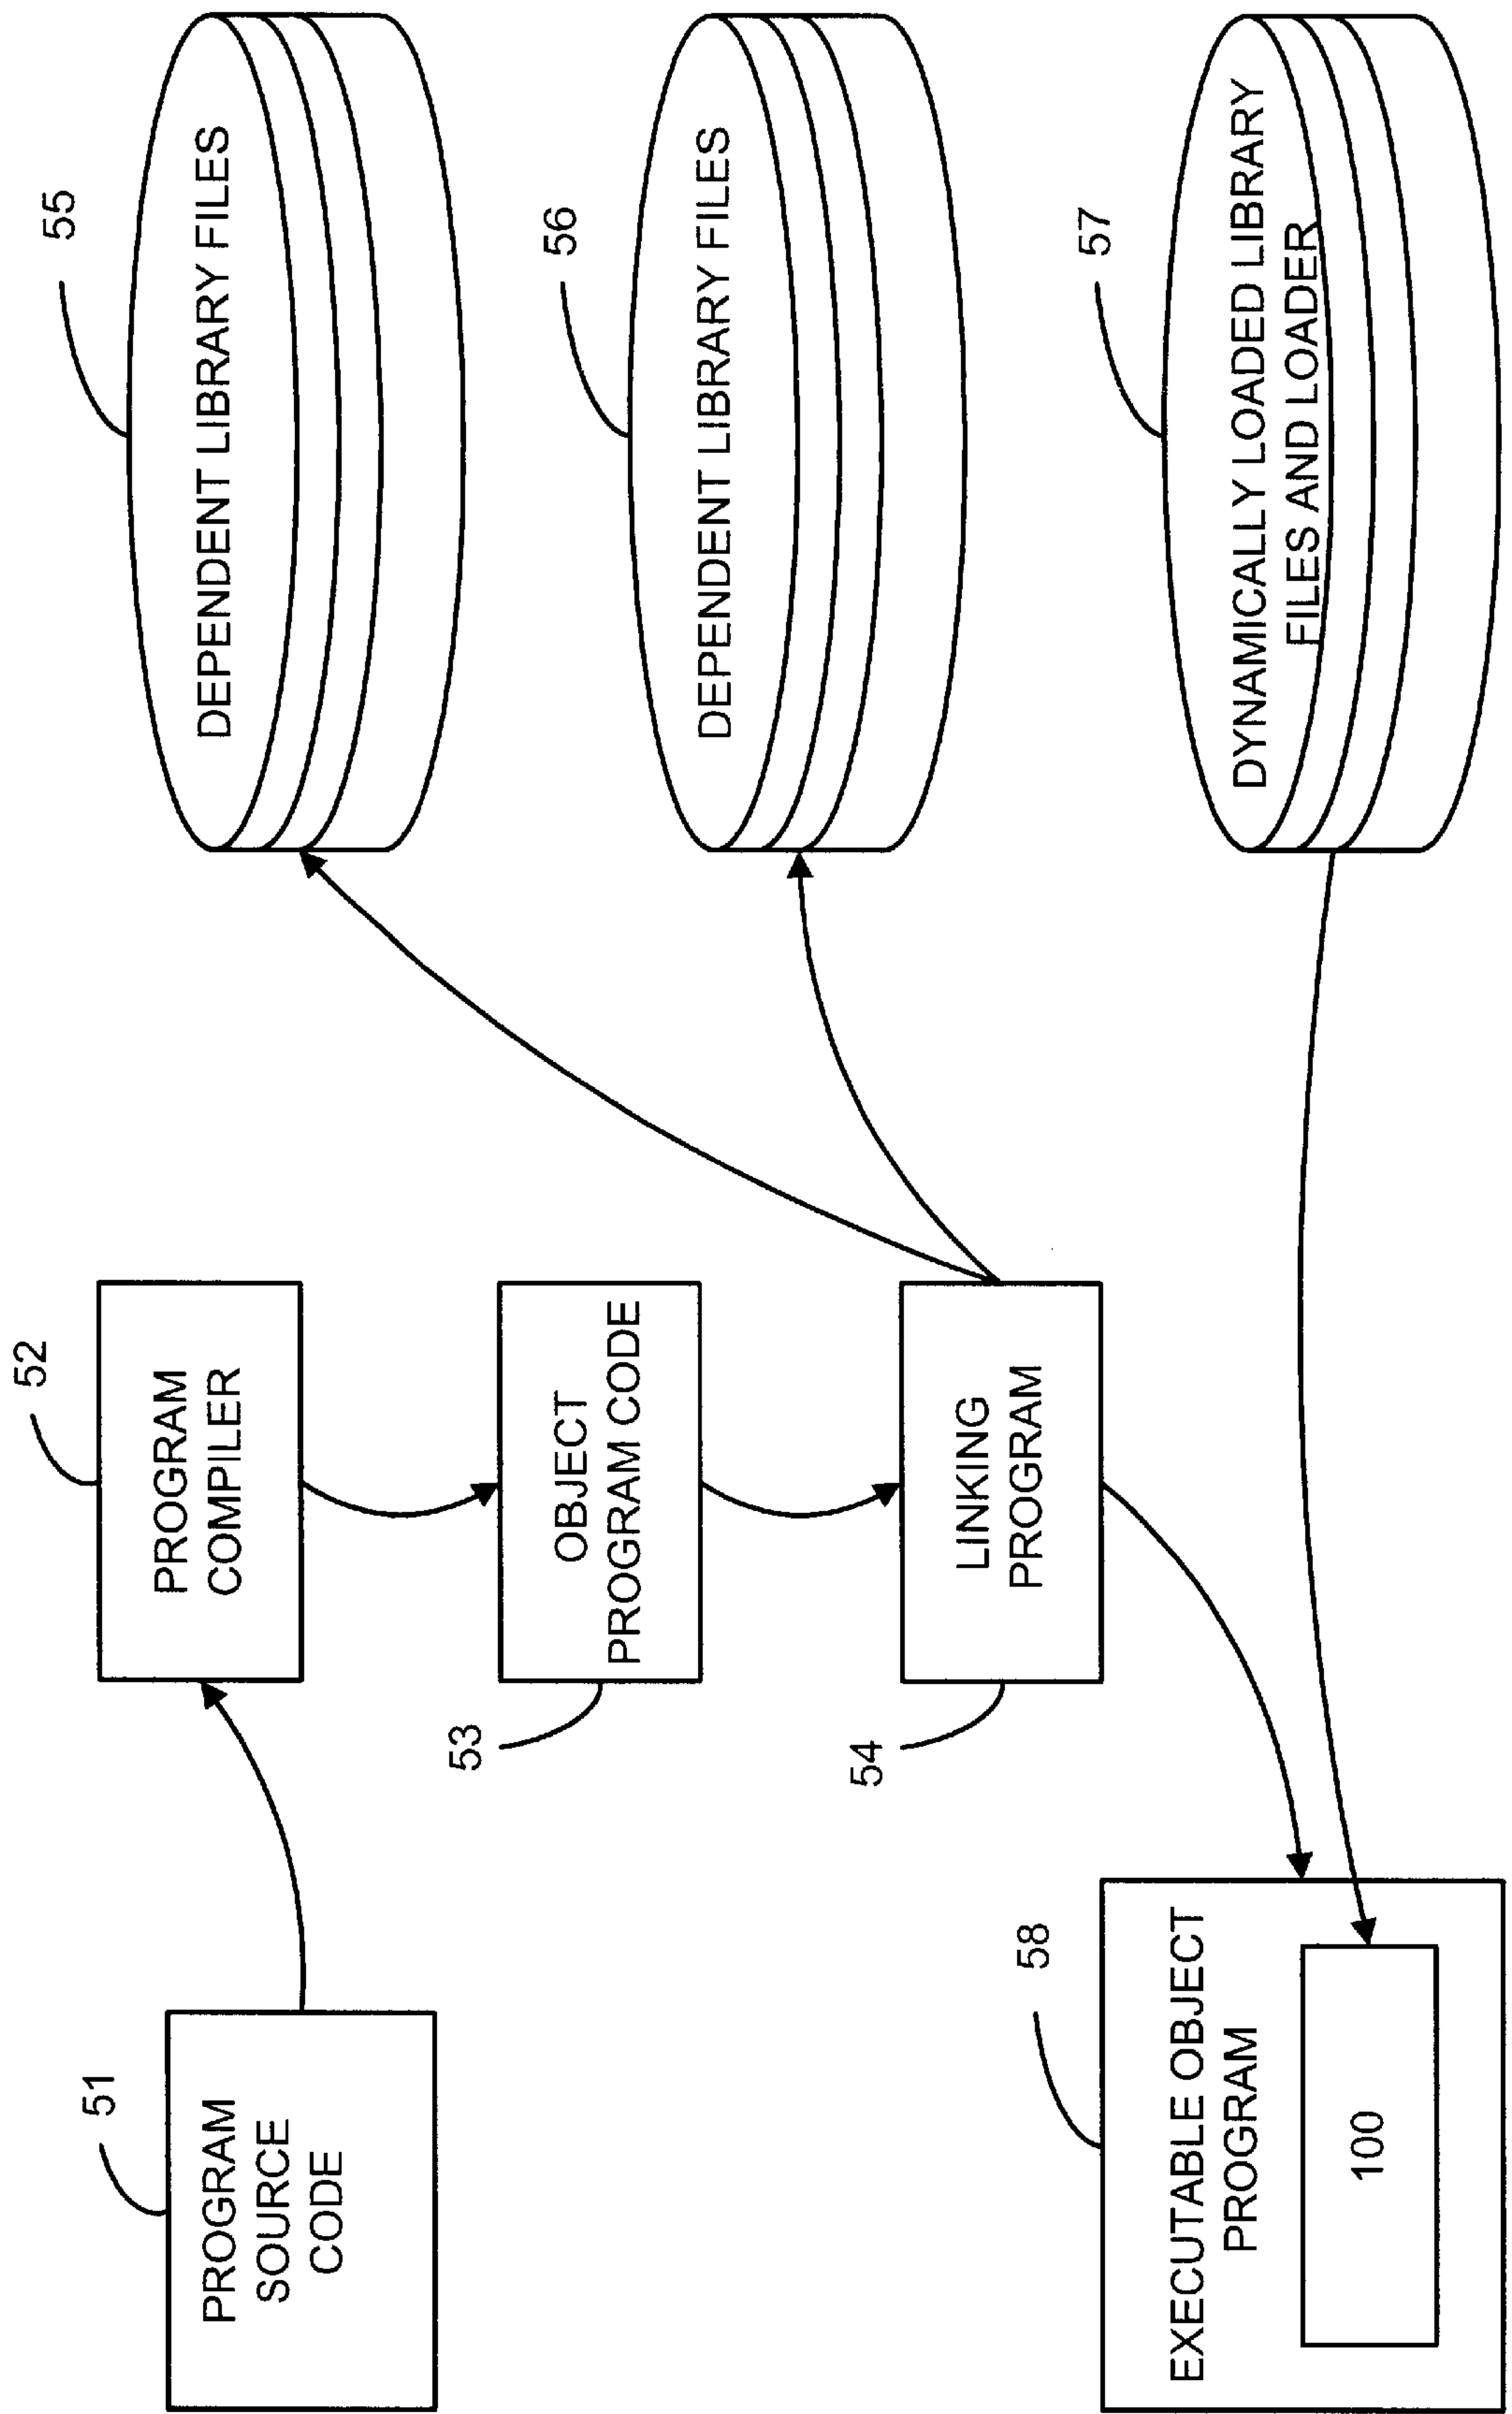 51
PROGRAM
SOURCE
CODE
52
PROGRAM
COMPILER
53
OBJECT
PROGRAM CODE
54
LINKING
PROGRAM
55
DEPENDENT LIBRARY FILES
56
DEPENDENT LIBRARY FILES
57
DYNAMICALLY LOADED LIBRARY
FILES AND LOADER
58
EXECUTABLE OBJECT
PROGRAM
100